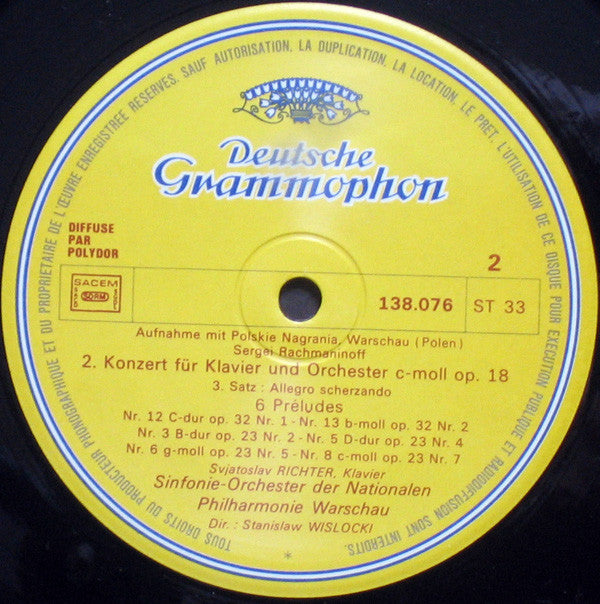 TOUS DROITS DU PRODUCTEUR PHONOGRAPHIQUE ET DU PROPRIETAIRE DE L'ŒUVRE ENREGISTREE RESERVES. SAUF AUTORISATION, LA DUPLICATION, LA LOCATION, LE PRET, L'UTILISATION DE CE DISQUE POUR EXECUTION PUBLIQUE ET RADIODIFFUSION SONT INTERDITS.
Deutsche
Grammophon
DIFFUSE
PAR
POLYDOR
2
SACEM
SDRM
138.076
ST 33
Aufnahme mit Polskie Nagrania, Warschau (Polen)
Sergei Rachmaninoff
2. Konzert für Klavier und Orchester c-moll op. 18
3. Satz: Allegro scherzando
6 Préludes
Nr. 12 C-dur op. 32 Nr. 1 - Nr. 13 b-moll op. 32 Nr. 2
Nr. 3 B-dur op. 23 Nr. 2 - Nr. 5 D-dur op. 23 Nr. 4
Nr. 6 g-moll op. 23 Nr. 5 - Nr. 8 c-moll op. 23 Nr. 7
Svjatoslav RICHTER, Klavier
Sinfonie-Orchester der Nationalen
Philharmonie Warschau
Dir.: Stanislaw WISLOCKI
*